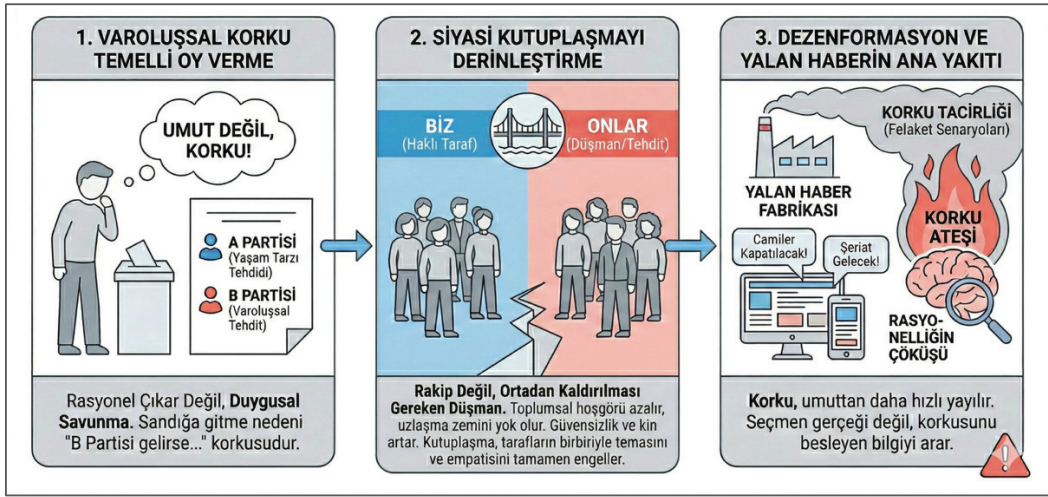 1. VAROLUŞSAL KORKU
TEMELLİ OY VERME
UMUT DEĞİL,
KORKU!
A PARTİSİ
(Yaşam Tarzı
Tehdidi)
B PARTİSİ
(Varoluşsal
Tehdit)
Rasyonel Çıkar Değil, Duygusal
Savunma. Sandığa gitme nedeni
"B Partisi gelirse..." korkusudur.
2. SİYASİ KUTUPLAŞMAYI
DERİNLEŞTİRME
BİZ
(Haklı Taraf)
ONLAR
(Düşman/Tehdit)
Rakip Değil, Ortadan Kaldırılması
Gereken Düşman. Toplumsal hoşgörü azalır,
uzlaşma zemini yok olur. Güvensizlik ve kin
artar. Kutuplaşma, tarafların birbiriyle temasını
ve empatisini tamamen engeller.
3. DEZENFORMASYON VE
YALAN HABERİN ANA YAKITI
KORKU TACİRLİĞİ
(Felaket Senaryoları)
YALAN HABER
FABRİKASI
KORKU
ATEŞİ
Camiler
Kapatılacak!
Şeriat
Gelecek!
RASYO-
NELLİĞİN
ÇÖKÜŞÜ
Korku, umuttan daha hızlı yayılır.
Seçmen gerçeği değil, korkusunu
besleyen bilgiyi arar.